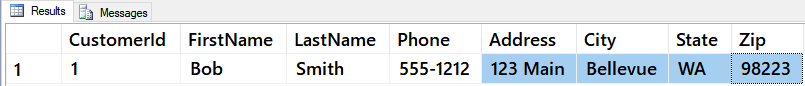 Results Messages
CustomerId FirstName LastName Phone Address City State Zip
1 1 Bob Smith 555-1212 123 Main Bellevue WA 98223